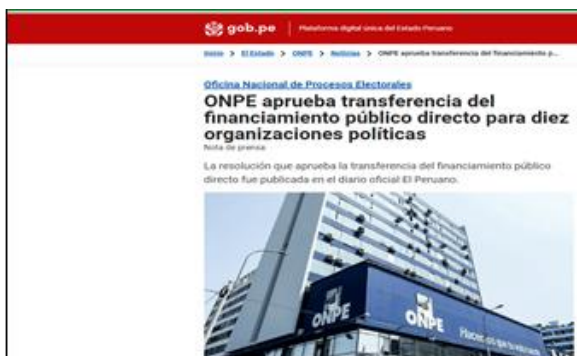 gob.pe | Plataforma digital única del Estado Peruano
Inicio > El Estado > ONPE > Noticias > ONPE aprueba transferencia del financiamiento p...
Oficina Nacional de Procesos Electorales
ONPE aprueba transferencia del
financiamiento público directo para diez
organizaciones políticas
Nota de prensa
La resolución que aprueba la transferencia del financiamiento público
directo fue publicada en el diario oficial El Peruano.
ONPE
ONPE
que tu voto